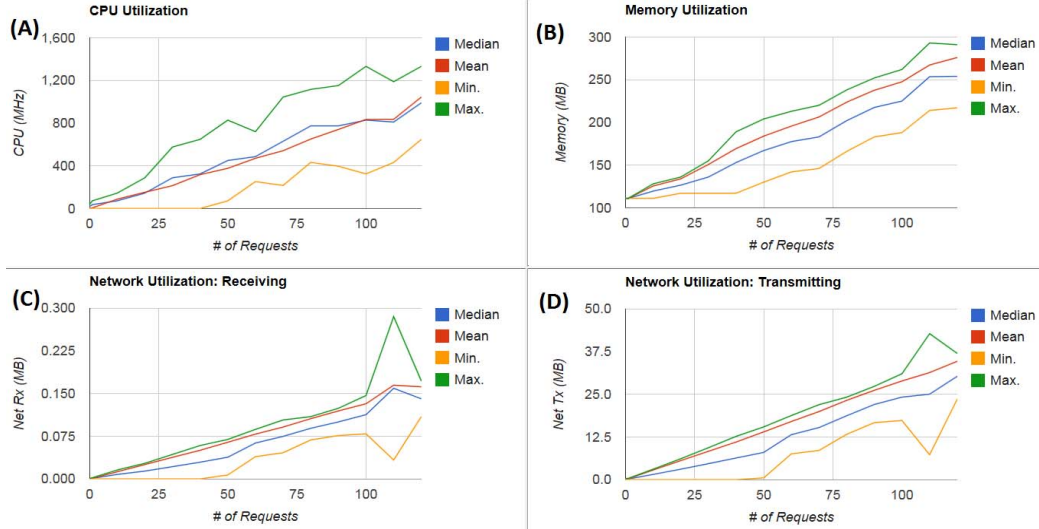 (A)
CPU Utilization
CPU (MHz)
1,600
1,200
800
400
0
0 25 50 75 100
# of Requests
Median
Mean
Min.
Max.
(B)
Memory Utilization
Memory (MB)
300
250
200
150
100
0 25 50 75 100
# of Requests
Median
Mean
Min.
Max.
(C)
Network Utilization: Receiving
Net Rx (MB)
0.300
0.225
0.150
0.075
0.000
0 25 50 75 100
# of Requests
Median
Mean
Min.
Max.
(D)
Network Utilization: Transmitting
Net Tx (MB)
50.0
37.5
25.0
12.5
0.0
0 25 50 75 100
# of Requests
Median
Mean
Min.
Max.